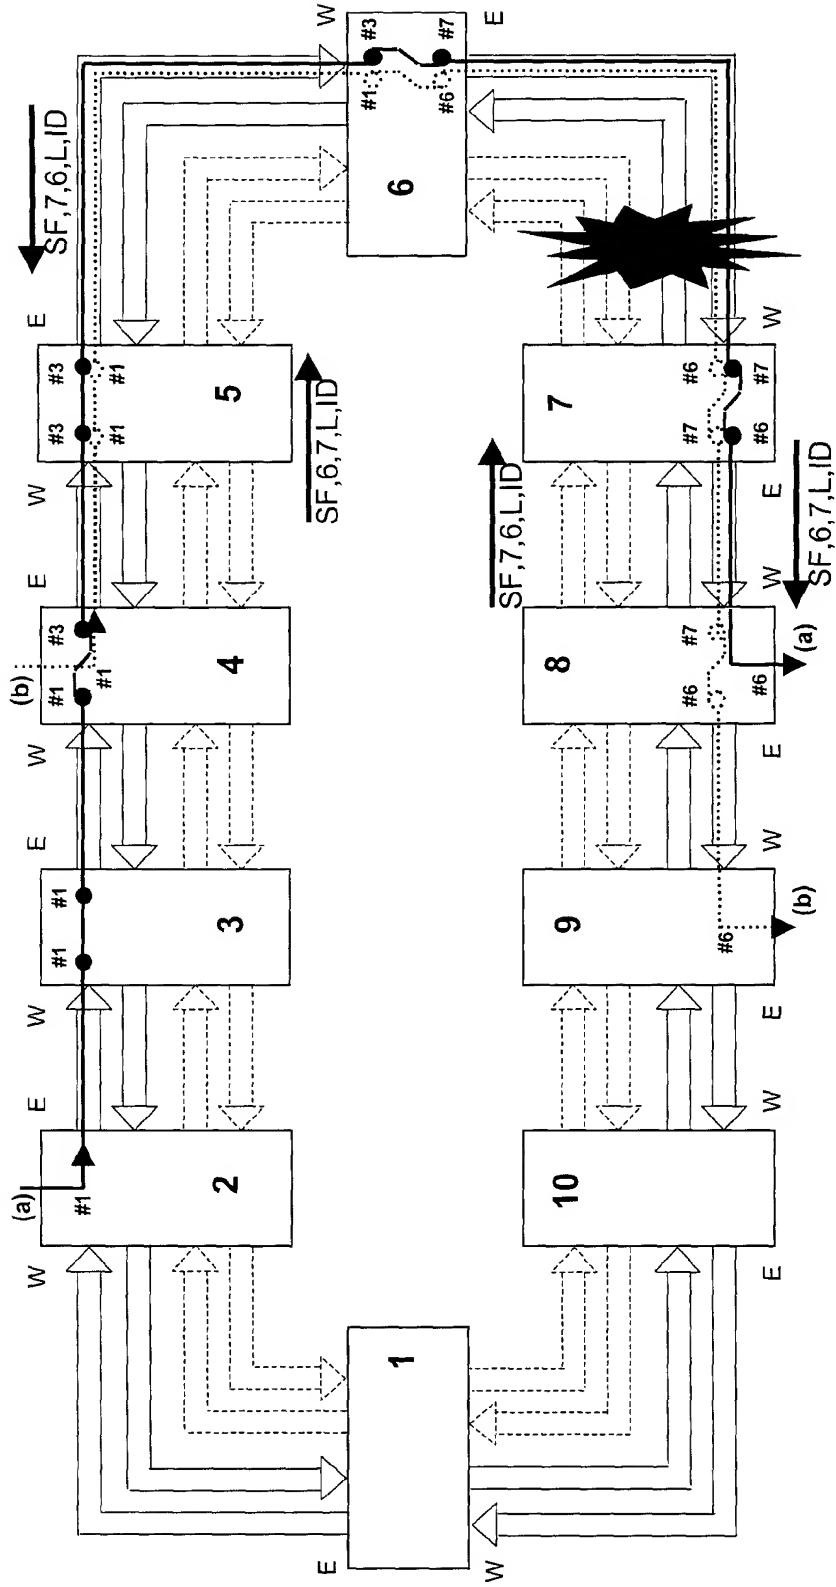 W
E
#3
#7
#1
#6
6
SF,7,6,L,ID
E
W
#3
#1
#3
#1
5
SF,6,7,L,ID
W
#6
#7
#7
#6
7
SF,7,6,L,ID
E
SF,6,7,L,ID
E
W
(b)
#3
#1
#1
4
W
#7
#6
#6
8
(a)
E
E
W
#1
#1
3
W
#6
9
(b)
E
E
W
(a)
#1
2
W
10
E
1
E
W